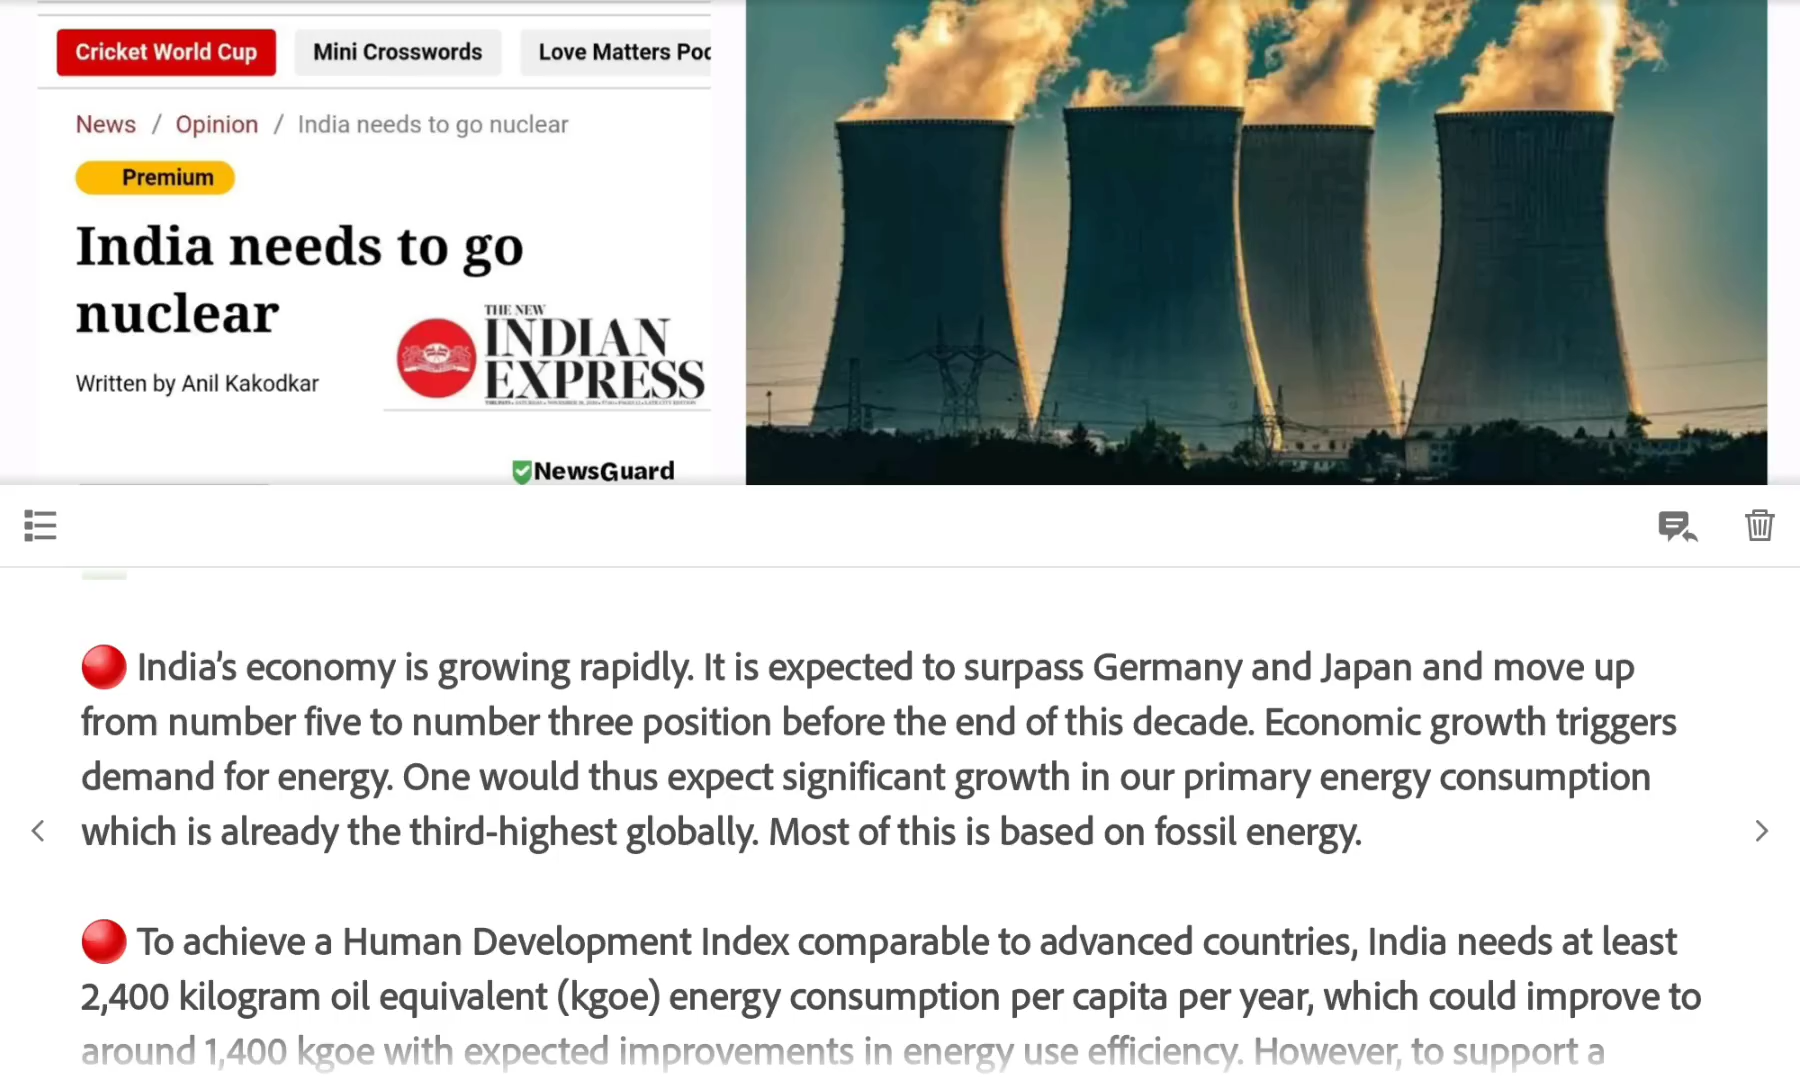 Cricket World Cup
Mini Crosswords
Love Matters Poc
News / Opinion / India needs to go nuclear
Premium
India needs to go
nuclear
THE NEW
INDIAN
EXPRESS
Written by Anil Kakodkar
NewsGuard
India's economy is growing rapidly. It is expected to surpass Germany and Japan and move up
from number five to number three position before the end of this decade. Economic growth triggers
demand for energy. One would thus expect significant growth in our primary energy consumption
which is already the third-highest globally. Most of this is based on fossil energy.
To achieve a Human Development Index comparable to advanced countries, India needs at least
2,400 kilogram oil equivalent (kgoe) energy consumption per capita per year, which could improve to
around 1,400 kgoe with expected improvements in energy use efficiency. However, to support a